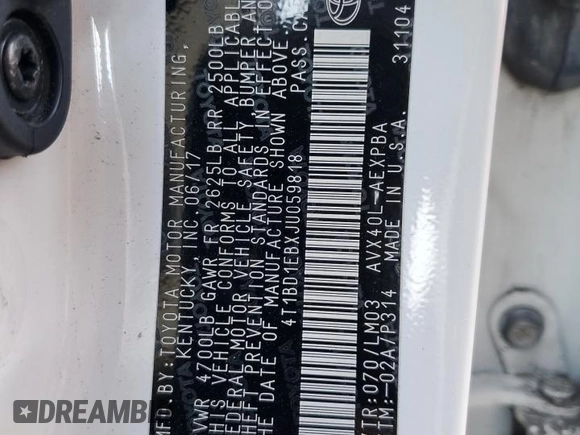 MFD. BY: TOYOTA MOTOR MANUFACTURING,
KENTUCKY, INC. 06/17
GVWR 4700LB GAWR FR 2625LB RR 2500LB
THIS VEHICLE CONFORMS TO ALL APPLICABLE
FEDERAL MOTOR VEHICLE SAFETY, BUMPER AND
THEFT PREVENTION STANDARDS IN EFFECT ON
THE DATE OF MANUFACTURE SHOWN ABOVE.
4T1BD1EBXJU059818 PASS. C
C/TR: 070/LM03 AVX40L-AEXPBA
A/TM: -02A/P314 MADE IN U.S.A. 31104
DREAMB